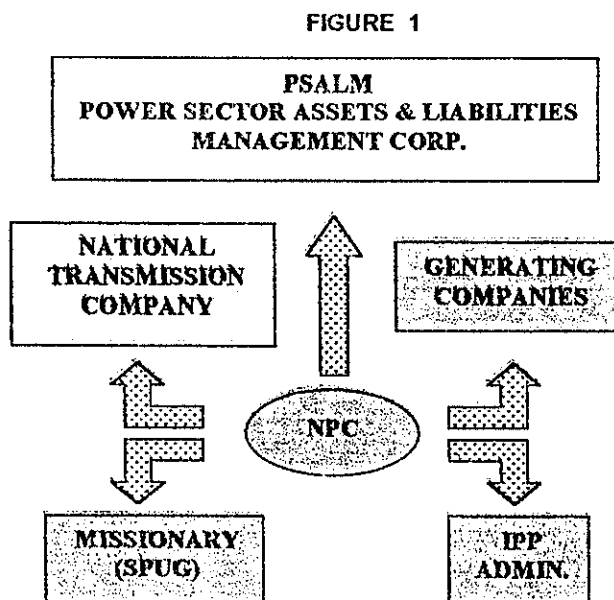 FIGURE 1
PSALM
POWER SECTOR ASSETS & LIABILITIES
MANAGEMENT CORP.
NATIONAL
TRANSMISSION
COMPANY
GENERATING
COMPANIES
NPC
MISSIONARY
(SPUG)
IPP
ADMIN.